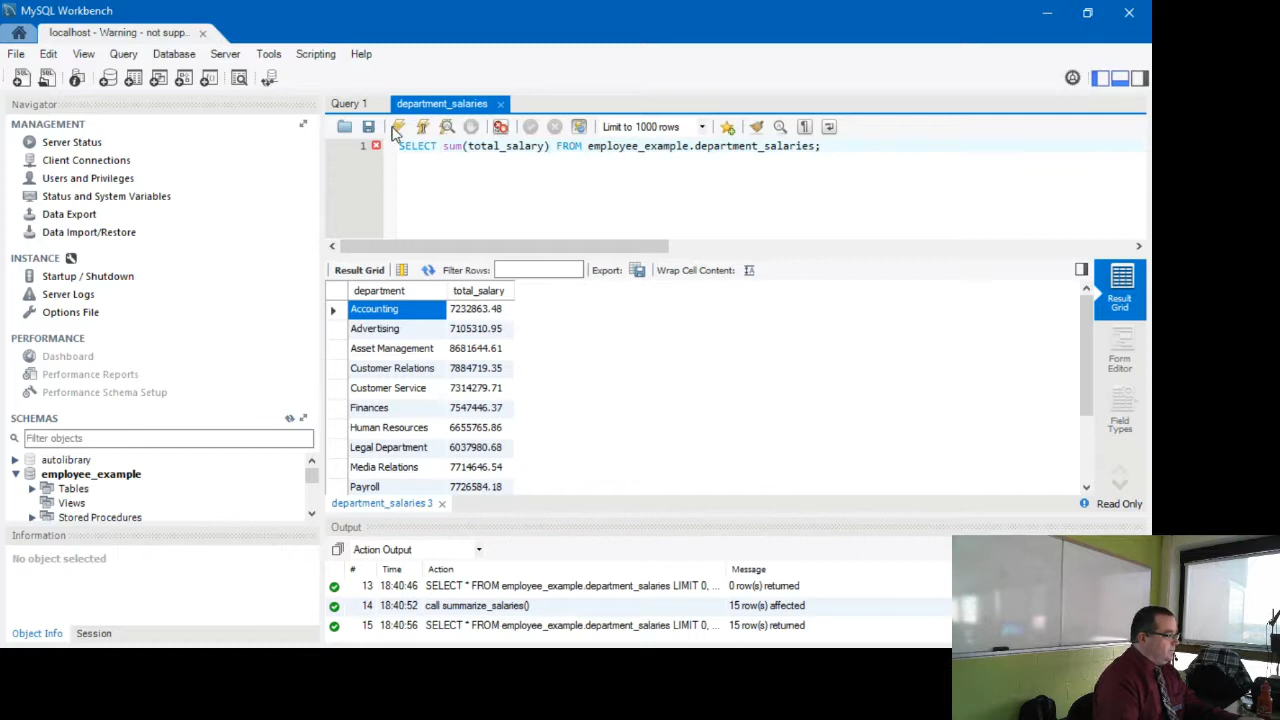 MySQL Workbench
localhost - Warning - not supp..
File Edit View Query Database Server Tools Scripting Help
Navigator
MANAGEMENT
Server Status
Client Connections
Users and Privileges
Status and System Variables
Data Export
Data Import/Restore
INSTANCE
Startup / Shutdown
Server Logs
Options File
PERFORMANCE
Dashboard
Performance Reports
Performance Schema Setup
SCHEMAS
Filter objects
autolibrary
employee_example
Tables
Views
Stored Procedures
Information
No object selected
Object Info Session
Query 1 department_salaries
Limit to 1000 rows
1 SELECT sum(total_salary) FROM employee_example.department_salaries;
Result Grid Filter Rows: Export: Wrap Cell Content:
department total_salary
Accounting 7232863.48
Advertising 7105310.95
Asset Management 8681644.61
Customer Relations 7884719.35
Customer Service 7314279.71
Finances 7547446.37
Human Resources 6655765.86
Legal Department 6037980.68
Media Relations 7714646.54
Payroll 7726584.18
Result
Grid
Form
Editor
Field
Types
department_salaries 3
Read Only
Output
Action Output
# Time Action Message
13 18:40:46 SELECT * FROM employee_example.department_salaries LIMIT 0, ... 0 row(s) returned
14 18:40:52 call summarize_salaries() 15 row(s) affected
15 18:40:56 SELECT * FROM employee_example.department_salaries LIMIT 0, ... 15 row(s) returned